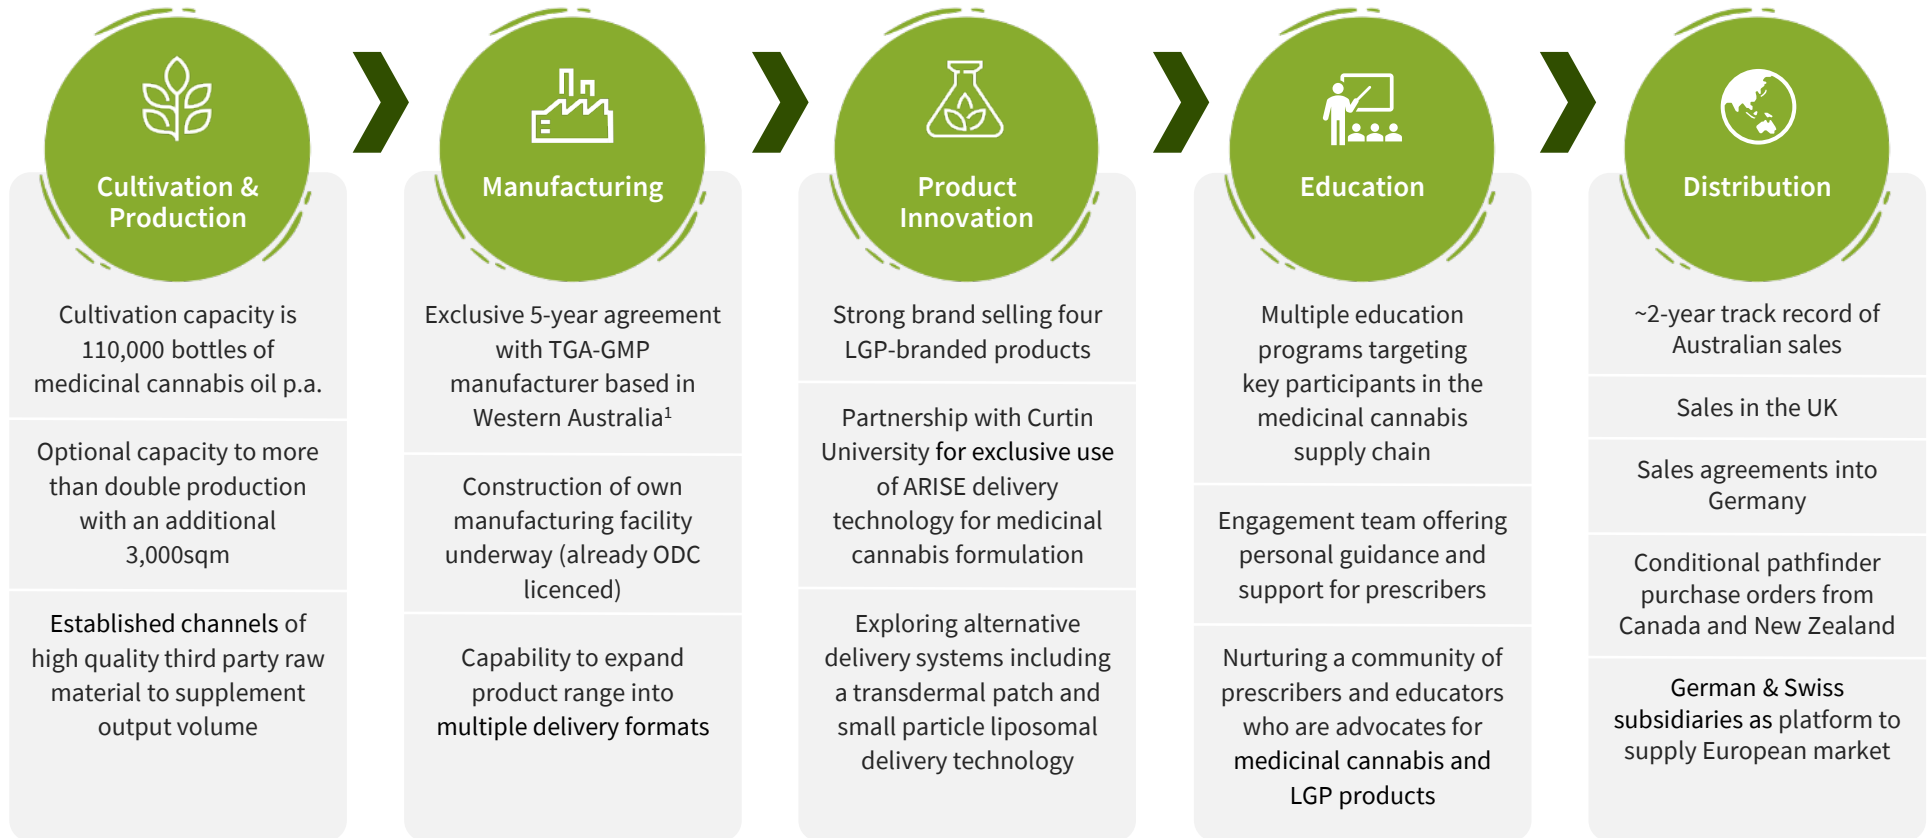 Cultivation &
Production
Cultivation capacity is
110,000 bottles of
medicinal cannabis oil p.a.
Optional capacity to more
than double production
with an additional
3,000sqm
Established channels of
high quality third party raw
material to supplement
output volume
Manufacturing
Exclusive 5-year agreement
with TGA-GMP
manufacturer based in
Western Australia¹
Construction of own
manufacturing facility
underway (already ODC
licenced)
Capability to expand
product range into
multiple delivery formats
Product
Innovation
Strong brand selling four
LGP-branded products
Partnership with Curtin
University for exclusive use
of ARISE delivery
technology for medicinal
cannabis formulation
Exploring alternative
delivery systems including
a transdermal patch and
small particle liposomal
delivery technology
Education
Multiple education
programs targeting
key participants in the
medicinal cannabis
supply chain
Engagement team offering
personal guidance and
support for prescribers
Nurturing a community of
prescribers and educators
who are advocates for
medicinal cannabis and
LGP products
Distribution
~2-year track record of
Australian sales
Sales in the UK
Sales agreements into
Germany
Conditional pathfinder
purchase orders from
Canada and New Zealand
German & Swiss
subsidiaries as platform to
supply European market